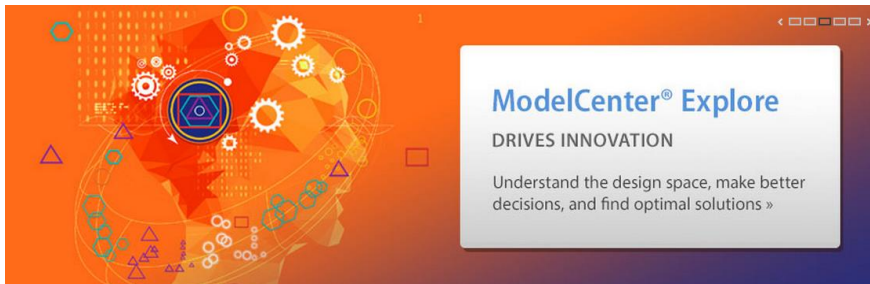 ModelCenter® Explore
DRIVES INNOVATION
Understand the design space, make better
decisions, and find optimal solutions »